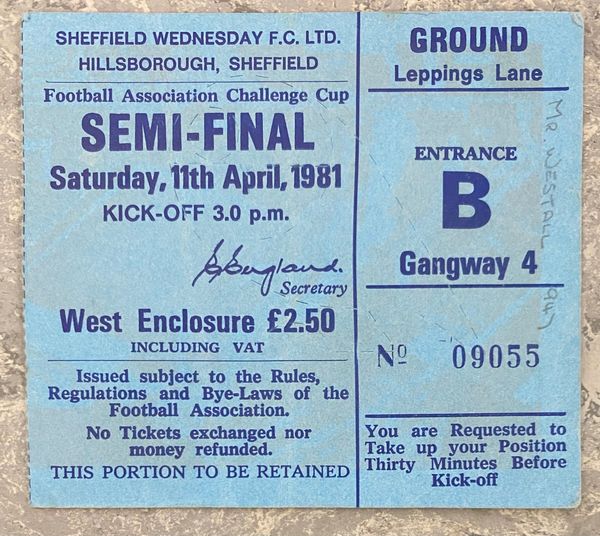 SHEFFIELD WEDNESDAY F.C. LTD.
HILLSBOROUGH, SHEFFIELD
Football Association Challenge Cup
SEMI-FINAL
Saturday, 11th April, 1981
KICK-OFF 3.0 p.m.
Secretary
West Enclosure £2.50
INCLUDING VAT
Issued subject to the Rules,
Regulations and Bye-Laws of the
Football Association.
No Tickets exchanged nor
money refunded.
THIS PORTION TO BE RETAINED
GROUND
Leppings Lane
ENTRANCE
B
Gangway 4
Nº 09055
You are Requested to
Take up your Position
Thirty Minutes Before
Kick-off
MR. WESTALL